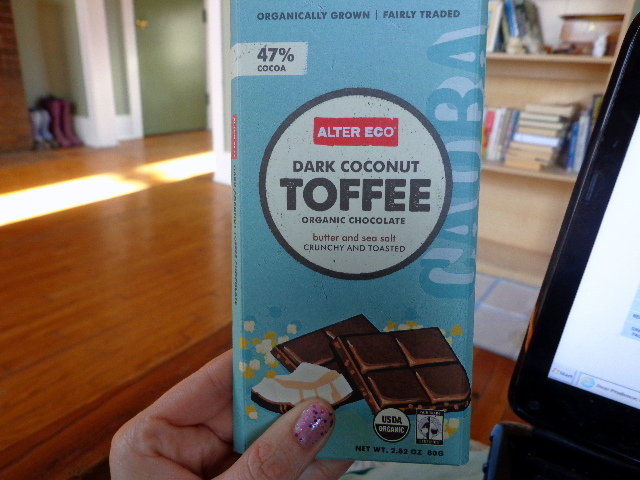 ORGANICALLY GROWN | FAIRLY TRADED
47%
COCOA
ALTER ECO
DARK COCONUT
TOFFEE
ORGANIC CHOCOLATE
butter and sea salt
CRUNCHY AND TOASTED
USDA
ORGANIC
NET WT. 2.82 OZ 80G